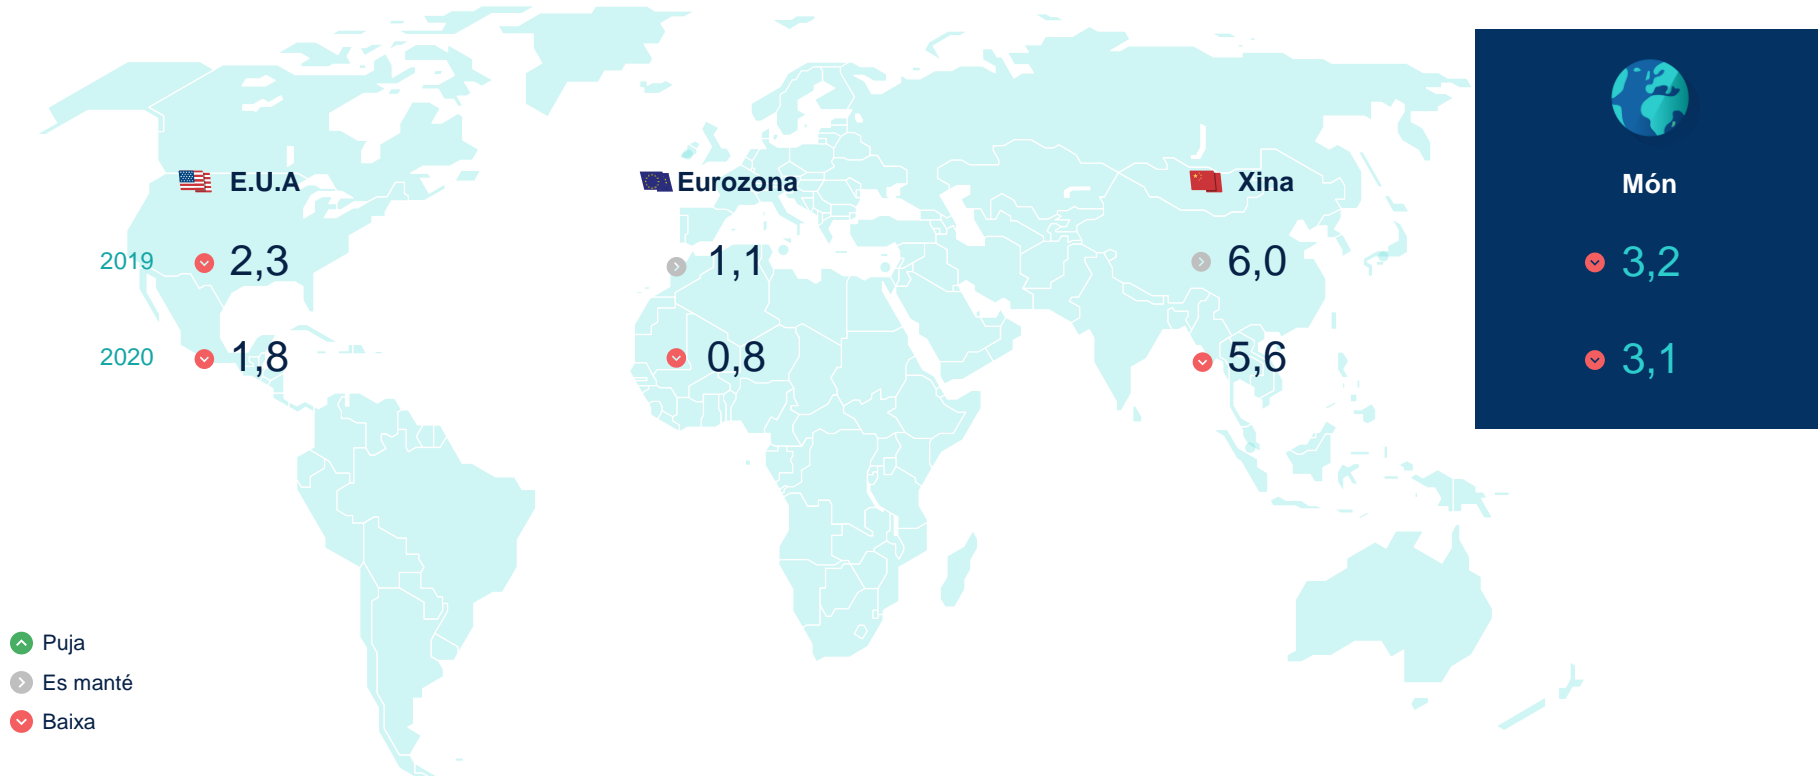 E.U.A
Eurozona
Xina
Món
2019
2,3
1,1
6,0
3,2
2020
1,8
0,8
5,6
3,1
Puja
Es manté
Baixa